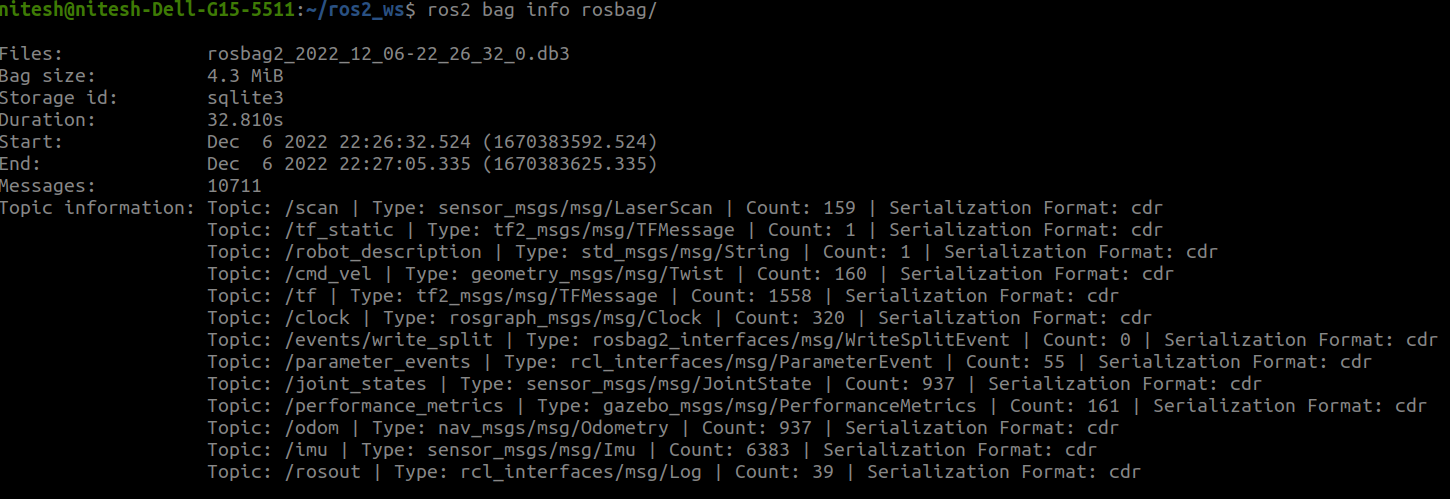 nitesh@nitesh-Dell-G15-5511:~/ros2_ws$ ros2 bag info rosbag/
Files: rosbag2_2022_12_06-22_26_32_0.db3
Bag size: 4.3 MiB
Storage id: sqlite3
Duration: 32.810s
Start: Dec  6 2022 22:26:32.524 (1670383592.524)
End: Dec  6 2022 22:27:05.335 (1670383625.335)
Messages: 10711
Topic information: Topic: /scan | Type: sensor_msgs/msg/LaserScan | Count: 159 | Serialization Format: cdr
Topic: /tf_static | Type: tf2_msgs/msg/TFMessage | Count: 1 | Serialization Format: cdr
Topic: /robot_description | Type: std_msgs/msg/String | Count: 1 | Serialization Format: cdr
Topic: /cmd_vel | Type: geometry_msgs/msg/Twist | Count: 160 | Serialization Format: cdr
Topic: /tf | Type: tf2_msgs/msg/TFMessage | Count: 1558 | Serialization Format: cdr
Topic: /clock | Type: rosgraph_msgs/msg/Clock | Count: 320 | Serialization Format: cdr
Topic: /events/write_split | Type: rosbag2_interfaces/msg/WriteSplitEvent | Count: 0 | Serialization Format: cdr
Topic: /parameter_events | Type: rcl_interfaces/msg/ParameterEvent | Count: 55 | Serialization Format: cdr
Topic: /joint_states | Type: sensor_msgs/msg/JointState | Count: 937 | Serialization Format: cdr
Topic: /performance_metrics | Type: gazebo_msgs/msg/PerformanceMetrics | Count: 161 | Serialization Format: cdr
Topic: /odom | Type: nav_msgs/msg/Odometry | Count: 937 | Serialization Format: cdr
Topic: /imu | Type: sensor_msgs/msg/Imu | Count: 6383 | Serialization Format: cdr
Topic: /rosout | Type: rcl_interfaces/msg/Log | Count: 39 | Serialization Format: cdr